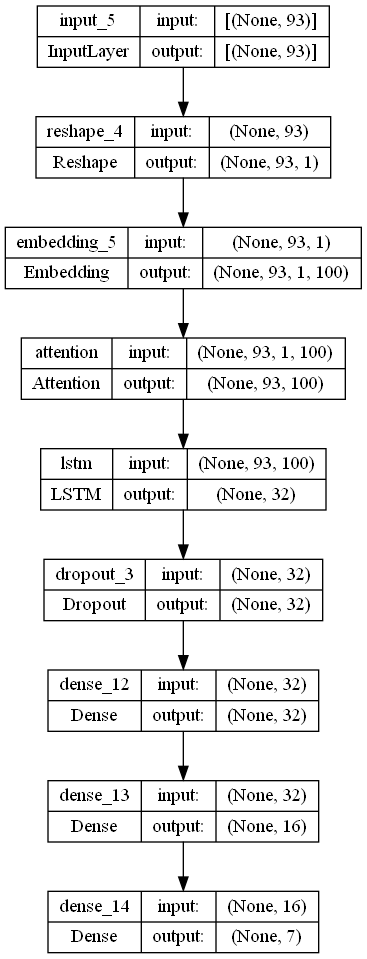 input_5 input: [(None, 93)]
InputLayer output: [(None, 93)]
reshape_4 input: (None, 93)
Reshape output: (None, 93, 1)
embedding_5 input: (None, 93, 1)
Embedding output: (None, 93, 1, 100)
attention input: (None, 93, 1, 100)
Attention output: (None, 93, 100)
lstm input: (None, 93, 100)
LSTM output: (None, 32)
dropout_3 input: (None, 32)
Dropout output: (None, 32)
dense_12 input: (None, 32)
Dense output: (None, 32)
dense_13 input: (None, 32)
Dense output: (None, 16)
dense_14 input: (None, 16)
Dense output: (None, 7)